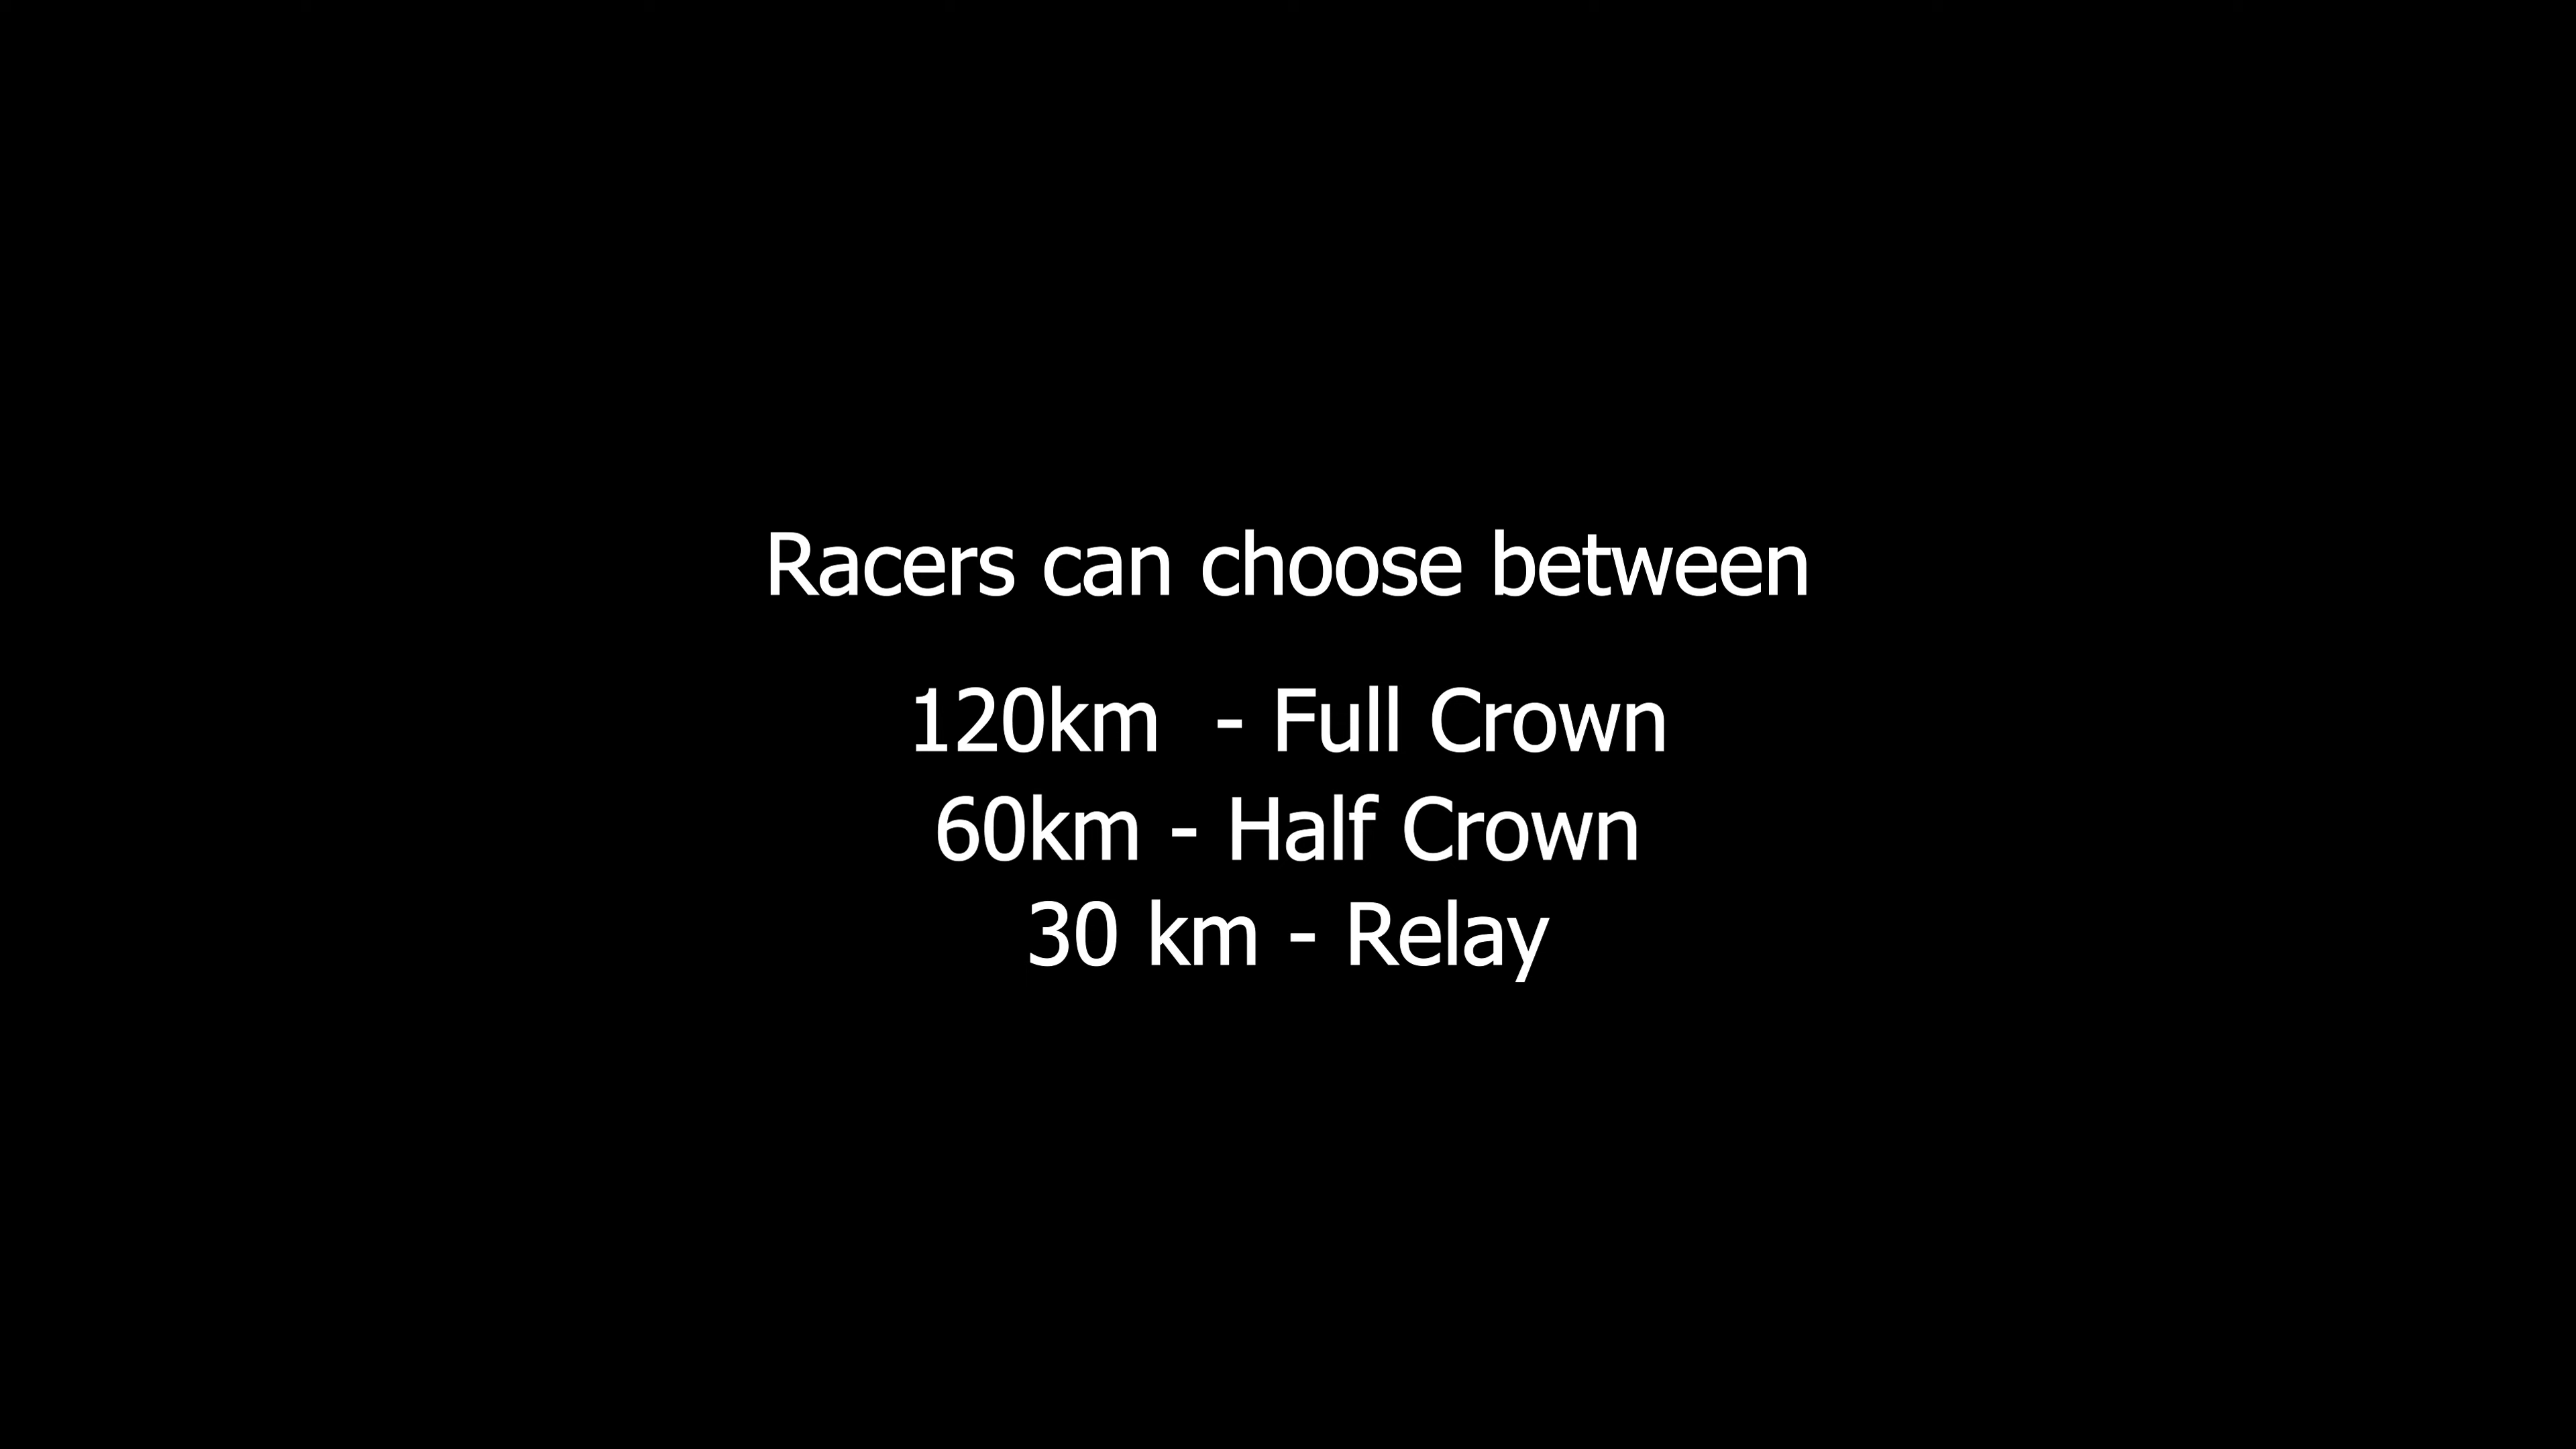 Racers can choose between
120km  - Full Crown
60km - Half Crown
30 km - Relay